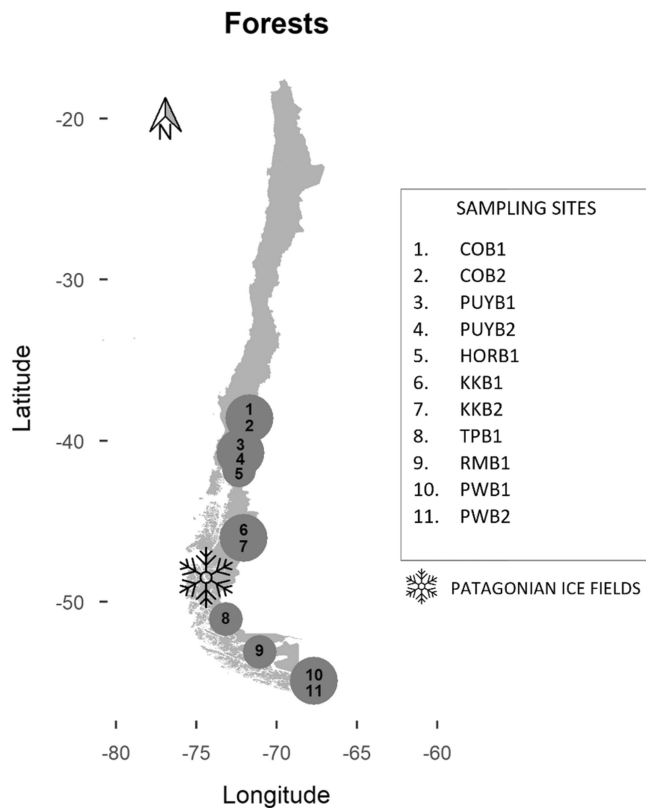 Forests
N
-20
-30
-40
-50
Latitude
1
2
3
4
5
6
7
8
9
10
11
-80
-75
-70
-65
-60
Longitude
SAMPLING SITES
1. COB1
2. COB2
3. PUYB1
4. PUYB2
5. HORB1
6. KKB1
7. KKB2
8. TPB1
9. RMB1
10. PWB1
11. PWB2
PATAGONIAN ICE FIELDS